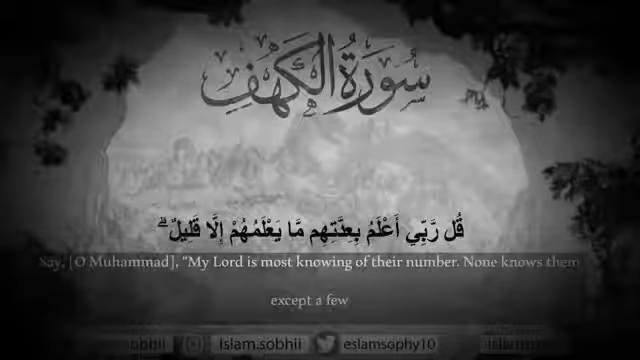 سُورَةُ الكَهْفِ
قُل رَّبِّي أَعْلَمُ بِعِدَّتِهِم مَّا يَعْلَمُهُمْ إِلَّا قَلِيلٌ ۗ
Say, [O Muhammad], "My Lord is most knowing of their number. None knows them
except a few
bhii Islam.sobhii eslamsophy10